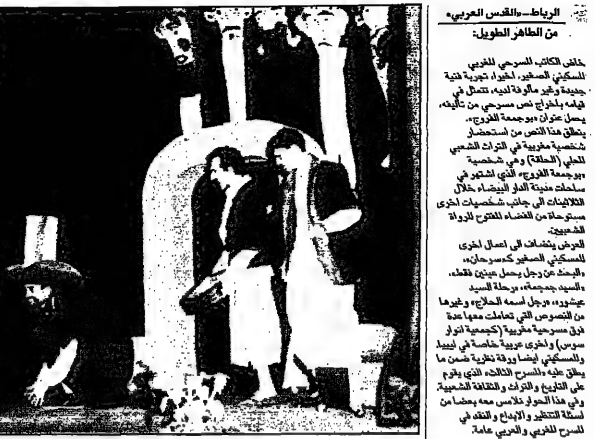 الرباط ـ «القدس العربي»
من الطاهر الطويل:
خاض الكاتب المسرحي المغربي
المسكيني الصغير، اخيرا، تجربة فنية
جديدة وغير مألوفة لديه، تتمثل في
قيامه باخراج نص مسرحي من تأليفه،
يحمل عنوان «بوجمعة الفروج».
ينطلق هذا النص من استحضار
شخصية مغربية في التراث الشعبي
المحلي (الحلقة) وهي شخصية
«بوجمعة الفروج» الذي اشتهر في
ساحات مدينة الدار البيضاء خلال
الثلاثينات الى جانب شخصيات اخرى
مستوحاة من الفضاء المفتوح للرواة
الشعبيين.
العرض ينضاف الى اعمال اخرى
للمسكيني الصغير كـ«سرحان»،
«البحث عن رجل يحمل عينين فقط»،
«السيد جمجمة»، «رحلة السيد
عيشور»، «رجل اسمه الحلاج» وغيرها
من النصوص التي تعاملت معها عدة
فرق مسرحية مغربية (كجمعية انوار
سوس) واخرى عربية خاصة في ليبيا.
وللمسكيني ايضا ورقة نظرية ضمن ما
يطلق عليه «المسرح الثالث» الذي يقوم
على التاريخ والتراث والثقافة الشعبية.
وفي هذا الحوار نلامس معه بعضا من
اسئلة التنظير والابداع والنقد في
المسرح المغربي والعربي عامة.